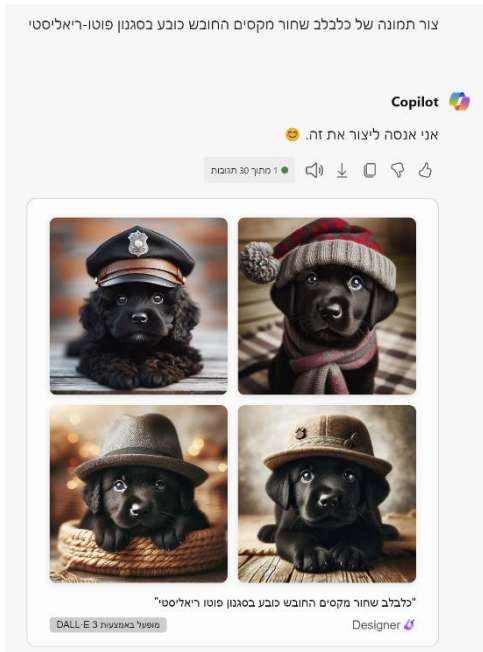 צור תמונה של כלבלב שחור מקסים החובש כובע בסגנון פוטו-ריאליסטי
Copilot
אני אנסה ליצור את זה. 😊
1 מתוך 30 תגובות
"כלבלב שחור מקסים החובש כובע בסגנון פוטו ריאליסטי"
Designer
מופעל באמצעות DALL·E 3